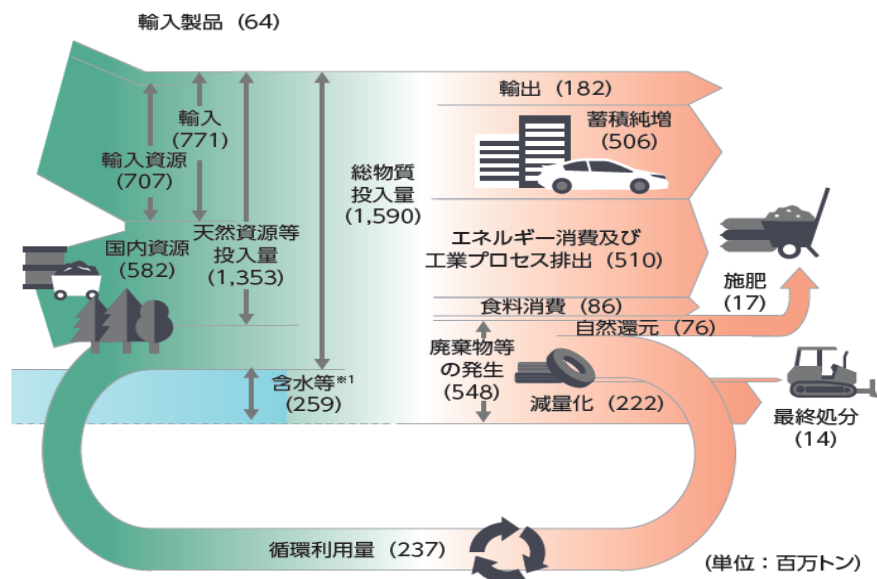 輸入製品 (64)
輸入
(771)
輸入資源
(707)
国内資源
(582)
天然資源等
投入量
(1,353)
総物質
投入量
(1,590)
含水等※1
(259)
輸出 (182)
蓄積純増
(506)
エネルギー消費及び
工業プロセス排出 (510)
食料消費 (86)
施肥
(17)
自然還元 (76)
廃棄物等
の発生
(548)
減量化 (222)
最終処分
(14)
循環利用量 (237)
(単位：百万トン)